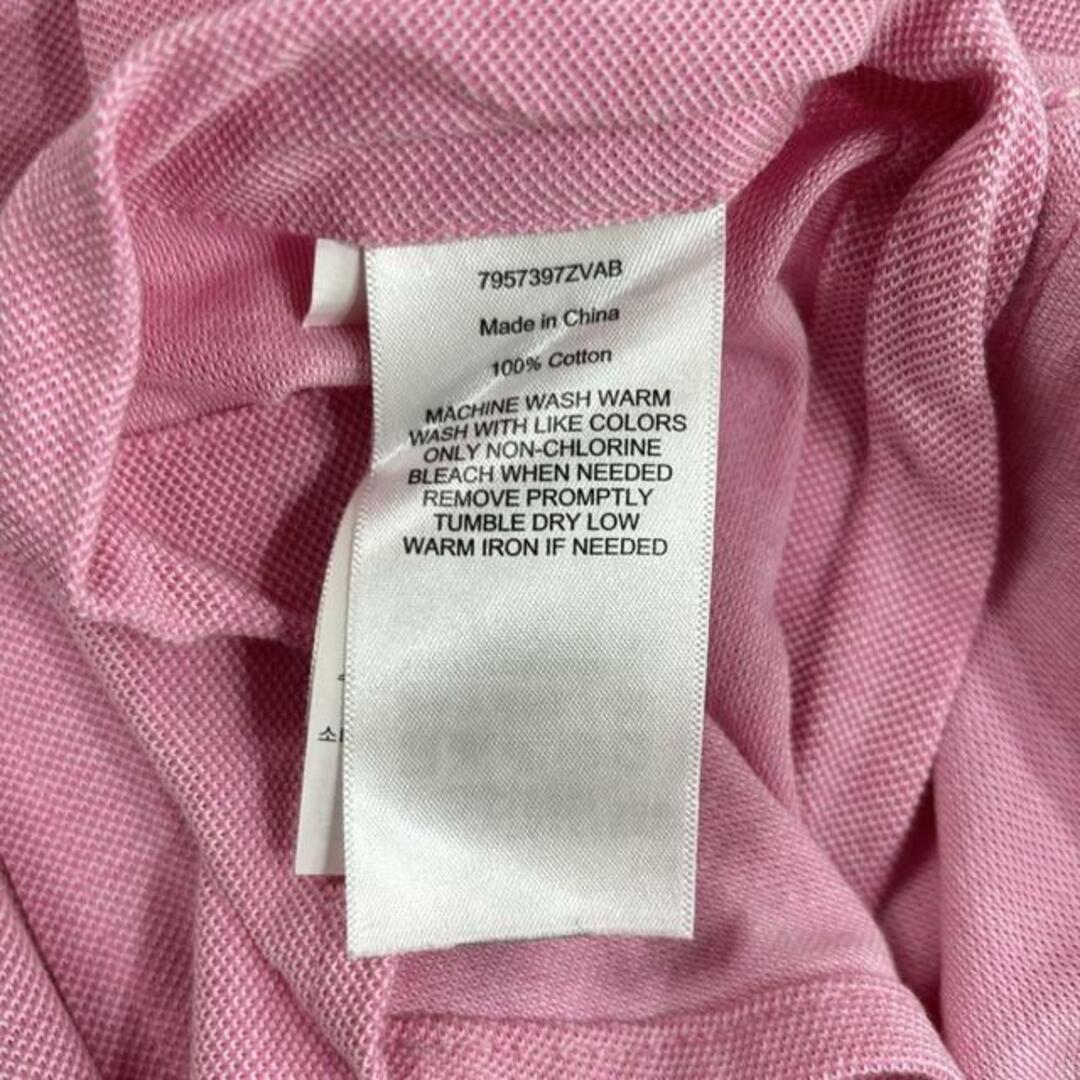 7957397ZVAB
Made in China
100% Cotton
MACHINE WASH WARM
WASH WITH LIKE COLORS
ONLY NON-CHLORINE
BLEACH WHEN NEEDED
REMOVE PROMPTLY
TUMBLE DRY LOW
WARM IRON IF NEEDED